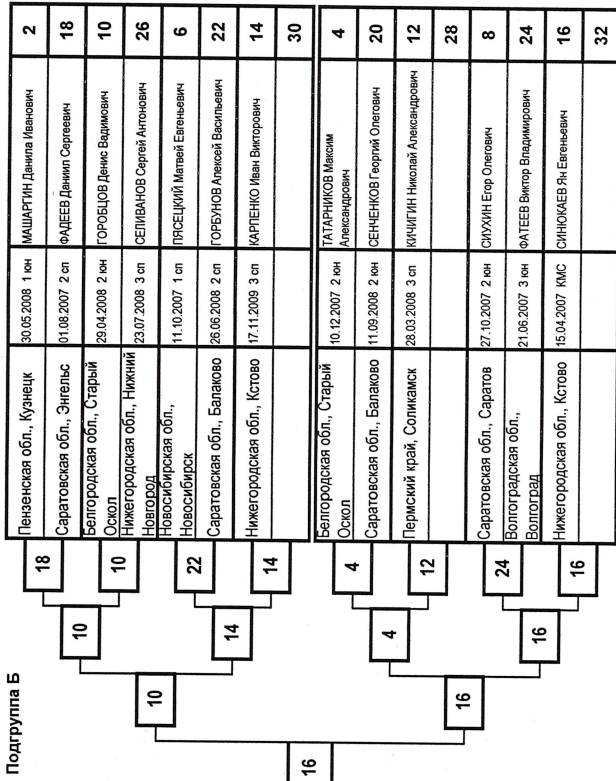 Подгруппа Б
2 МАШАРГИН Данила Иванович 30.05.2008 1 юн Пензенская обл., Кузнецк
18 ФАДЕЕВ Даниил Сергеевич 01.08.2007 2 сп Саратовская обл., Энгельс
10 ГОРОБЦОВ Денис Вадимович 29.04.2008 2 юн Белгородская обл., Старый
Оскол
26 СЕЛИВАНОВ Сергей Антонович 23.07.2008 3 сп Нижегородская обл., Нижний
Новгород
6 ПЯСЕЦКИЙ Матвей Евгеньевич 11.10.2007 1 сп Новосибирская обл.,
Новосибирск
22 ГОРБУНОВ Алексей Васильевич 26.06.2008 2 сп Саратовская обл., Балаково
14 КАРПЕНКО Иван Викторович 17.11.2009 3 сп Нижегородская обл., Кстово
30
4 ТАТАРНИКОВ Максим
Александрович 10.12.2007 2 юн Белгородская обл., Старый
Оскол
20 СЕНЧЕНКОВ Георгий Олегович 11.09.2008 2 юн Саратовская обл., Балаково
12 КИЧИГИН Николай Александрович 28.03.2008 3 сп Пермский край, Соликамск
28
8 СИУХИН Егор Олегович 27.10.2007 2 юн Саратовская обл., Саратов
24 ФАТЕЕВ Виктор Владимирович 21.06.2007 3 юн Волгоградская обл.,
Волгоград
16 СИНЮКАЕВ Ян Евгеньевич 15.04.2007 КМС Нижегородская обл., Кстово
32
18
10
22
14
4
12
24
16
10
14
4
16
10
16
16